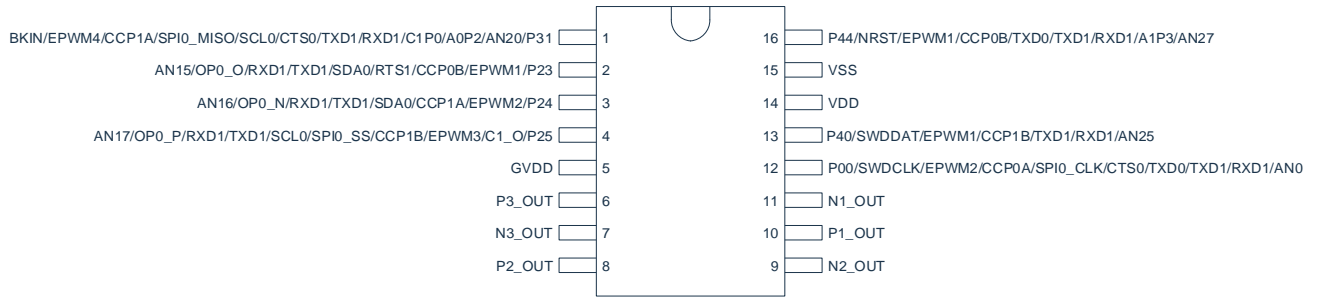 BKIN/EPWM4/CCP1A/SPI0_MISO/SCL0/CTS0/TXD1/RXD1/C1P0/A0P2/AN20/P31 1 16 P44/NRST/EPWM1/CCP0B/TXD0/TXD1/RXD1/A1P3/AN27
AN15/OP0_O/RXD1/TXD1/SDA0/RTS1/CCP0B/EPWM1/P23 2 15 VSS
AN16/OP0_N/RXD1/TXD1/SDA0/CCP1A/EPWM2/P24 3 14 VDD
AN17/OP0_P/RXD1/TXD1/SCL0/SPI0_SS/CCP1B/EPWM3/C1_O/P25 4 13 P40/SWDDAT/EPWM1/CCP1B/TXD1/RXD1/AN25
GVDD 5 12 P00/SWDCLK/EPWM2/CCP0A/SPI0_CLK/CTS0/TXD0/TXD1/RXD1/AN0
P3_OUT 6 11 N1_OUT
N3_OUT 7 10 P1_OUT
P2_OUT 8 9 N2_OUT